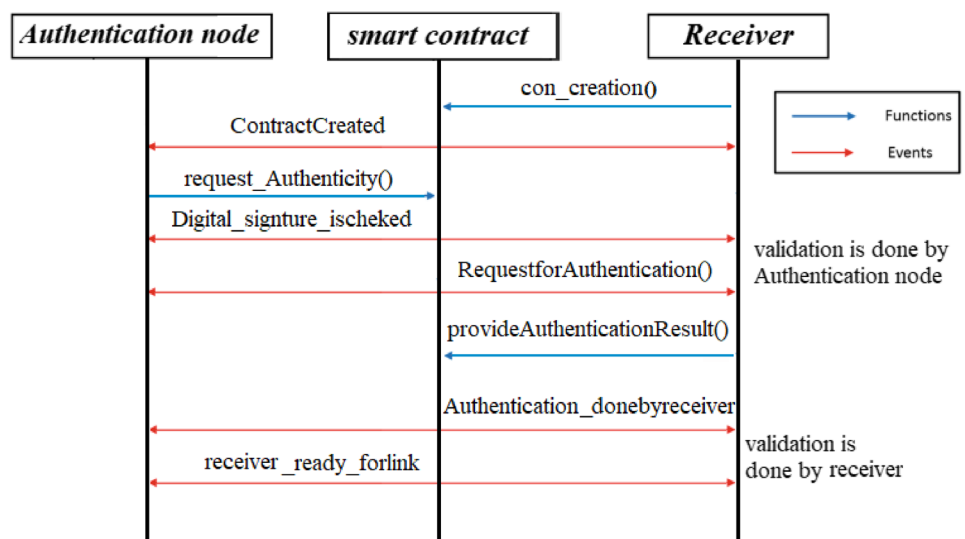 Authentication node
smart contract
Receiver
con_creation()
Functions
ContractCreated
Events
request_Authenticity()
Digital_signture_ischeked
validation is done by
Authentication node
RequestforAuthentication()
provideAuthenticationResult()
Authentication_donebyreceiver
validation is
done by receiver
receiver _ready_forlink